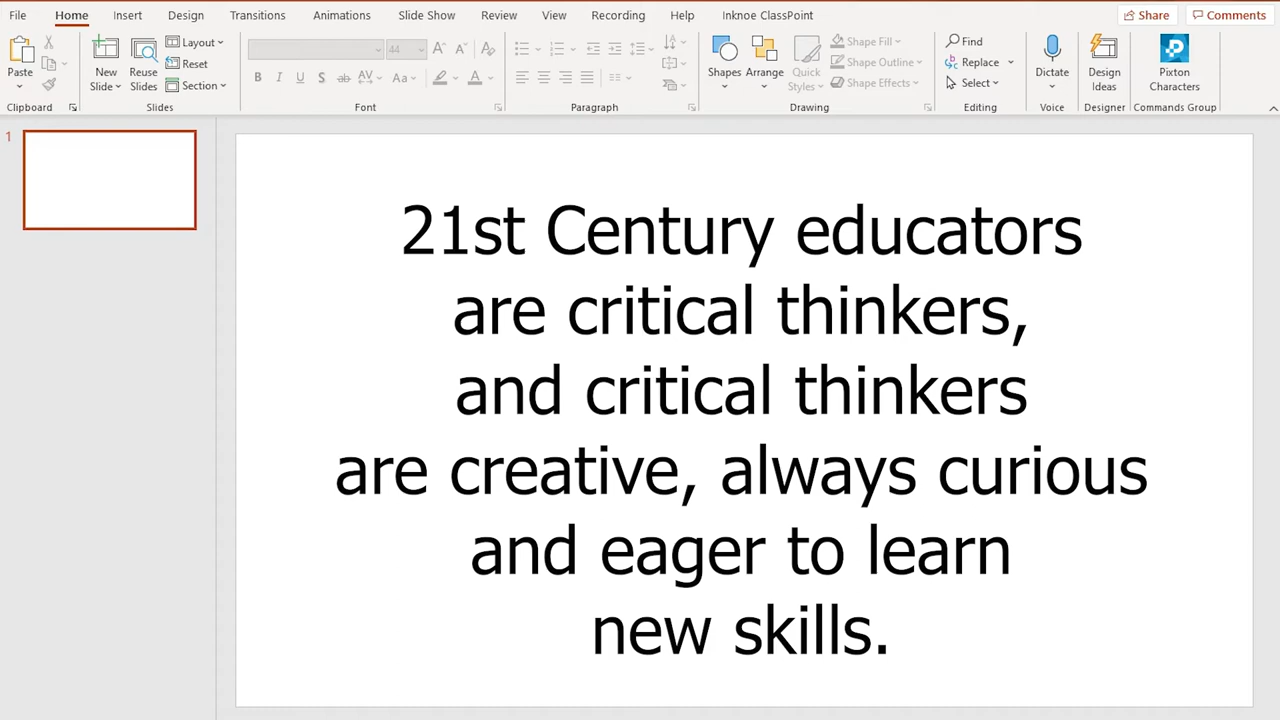 File Home Insert Design Transitions Animations Slide Show Review View Recording Help Inknoe ClassPoint Share Comments
Paste
Clipboard
New Slide
Reuse Slides
Layout
Reset
Section
Slides
44
Aa
Font
Paragraph
Shapes
Arrange
Quick Styles
Shape Fill
Shape Outline
Shape Effects
Drawing
Find
Replace
Select
Editing
Dictate
Voice
Design Ideas
Designer
Pixton Characters
Commands Group
1
21st Century educators
are critical thinkers,
and critical thinkers
are creative, always curious
and eager to learn
new skills.